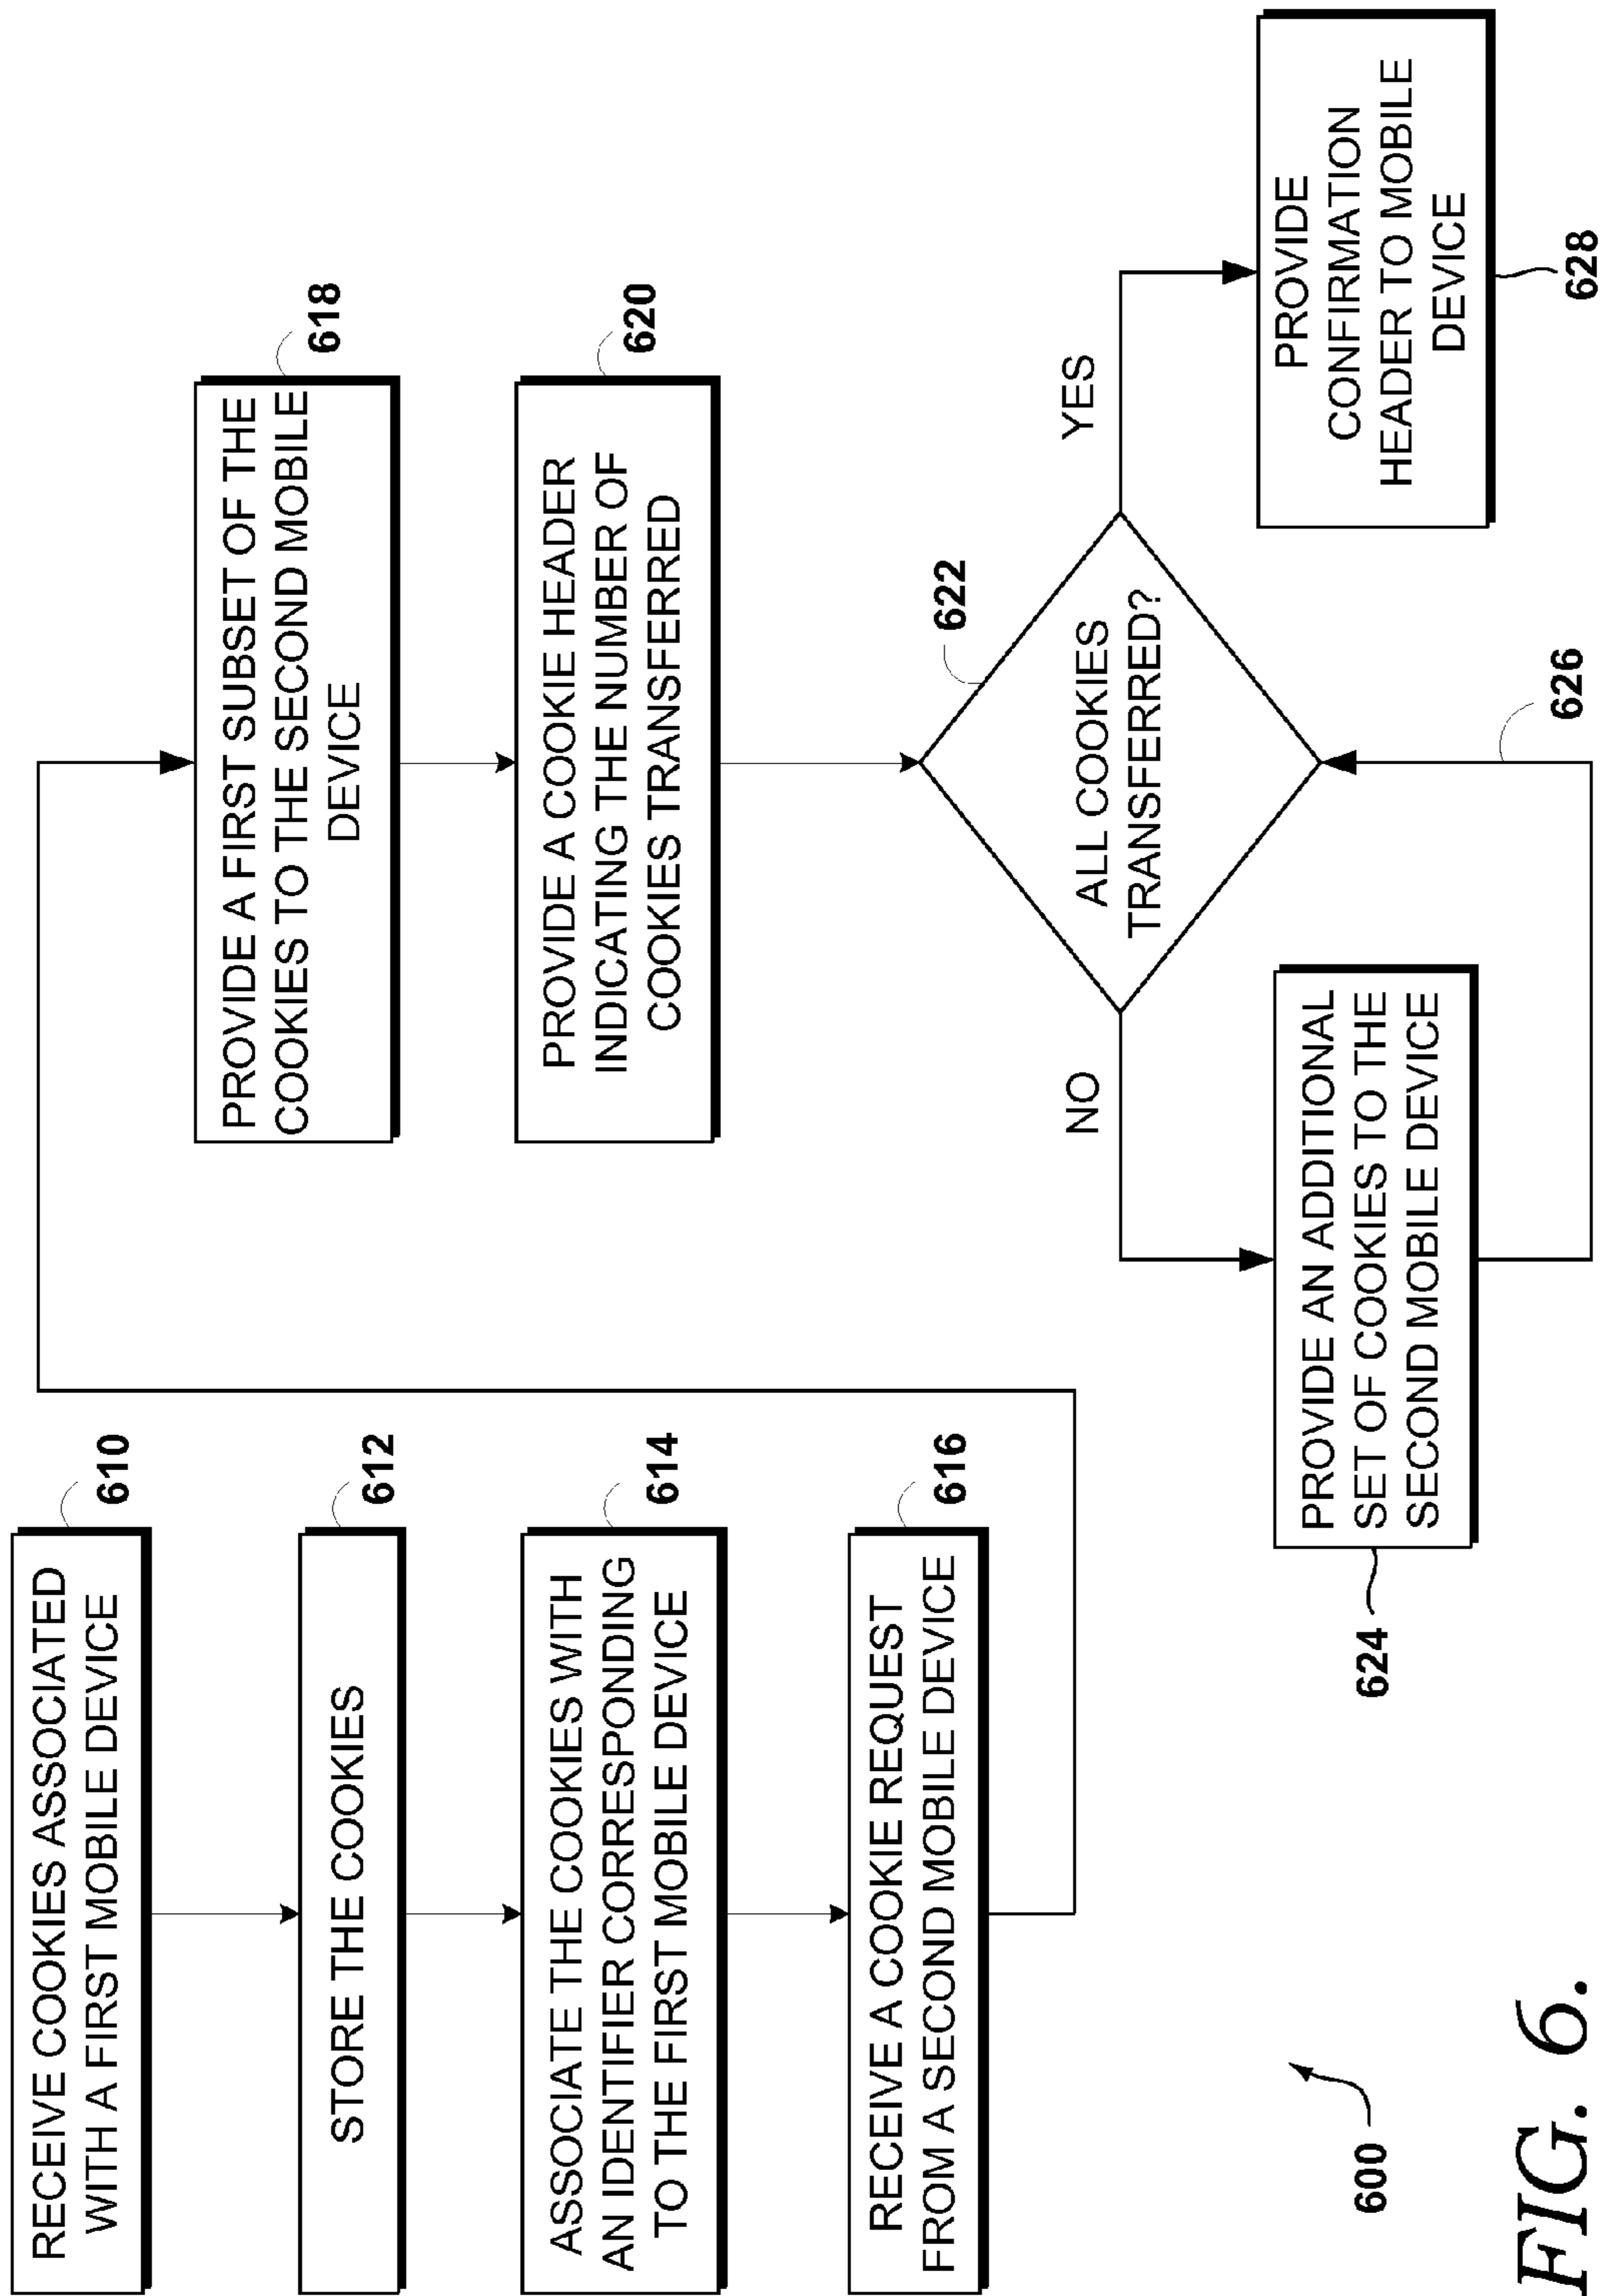 RECEIVE COOKIES ASSOCIATED
WITH A FIRST MOBILE DEVICE
610
STORE THE COOKIES
612
ASSOCIATE THE COOKIES WITH
AN IDENTIFIER CORRESPONDING
TO THE FIRST MOBILE DEVICE
614
RECEIVE A COOKIE REQUEST
FROM A SECOND MOBILE DEVICE
616
PROVIDE A FIRST SUBSET OF THE
COOKIES TO THE SECOND MOBILE
DEVICE
618
PROVIDE A COOKIE HEADER
INDICATING THE NUMBER OF
COOKIES TRANSFERRED
620
ALL COOKIES
TRANSFERRED?
622
NO
YES
PROVIDE AN ADDITIONAL
SET OF COOKIES TO THE
SECOND MOBILE DEVICE
624
626
PROVIDE
CONFIRMATION
HEADER TO MOBILE
DEVICE
628
600
FIG. 6.